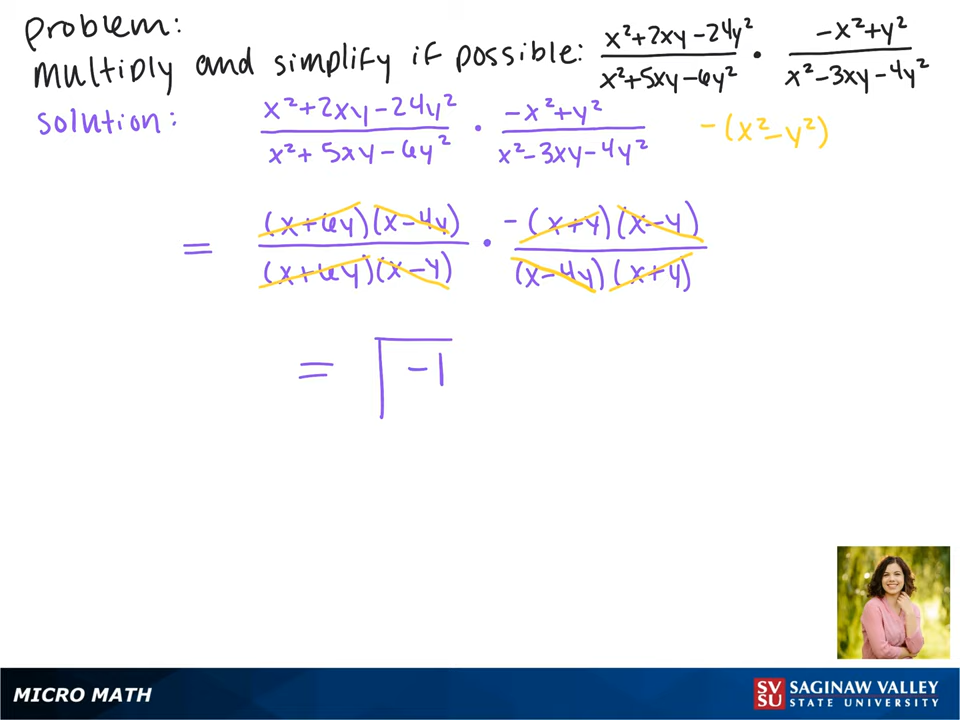 problem:
multiply and simplify if possible: (x²+2xy-24y²)/(x²+5xy-6y²) · (-x²+y²)/(x²-3xy-4y²)
solution: (x²+2xy-24y²)/(x²+5xy-6y²) · (-x²+y²)/(x²-3xy-4y²) -(x²-y²)
= ((x+6y)(x-4y))/((x+6y)(x-y)) · (-(x+y)(x-y))/((x-4y)(x+y))
= -1
MICRO MATH
SVSU SAGINAW VALLEY
STATE UNIVERSITY